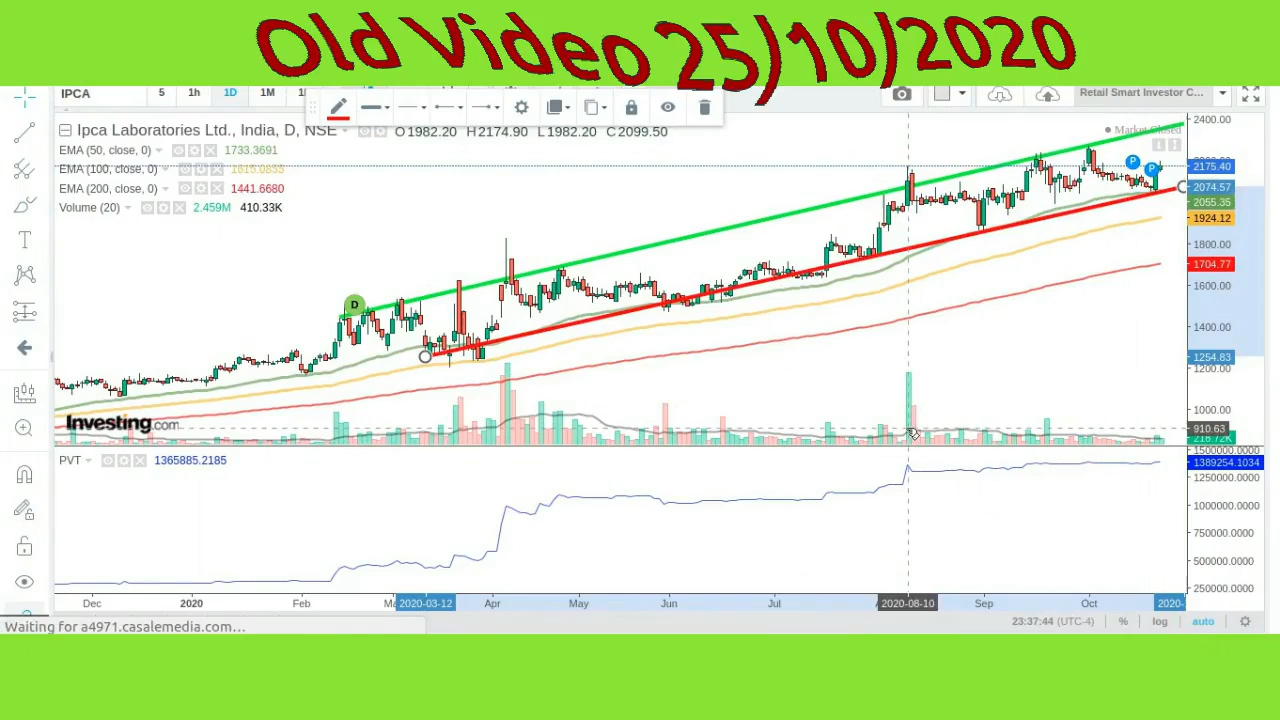 Old Video 25)10)2020
IPCA 5 1h 1D 1M Retail Smart Investor C...
Ipca Laboratories Ltd., India, D, NSE O1982.20 H2174.90 L1982.20 C2099.50
Market Closed
EMA (50, close, 0) 1733.3691
EMA (100, close, 0)
EMA (200, close, 0) 1441.6680
Volume (20) 2.459M 410.33K
D
P
P
2400.00
2175.40
2074.57
2055.35
1924.12
1800.00
1704.77
1600.00
1400.00
1254.83
1200.00
1000.00
910.63
Investing.com
PVT 1365885.2185
1500000.0000
1389254.1034
1250000.0000
1000000.0000
750000.0000
500000.0000
250000.0000
Dec 2020 Feb 2020-03-12 Apr May Jun Jul 2020-08-10 Sep Oct 2020-
Waiting for a4971.casalemedia.com...
23:37:44 (UTC-4) % log auto